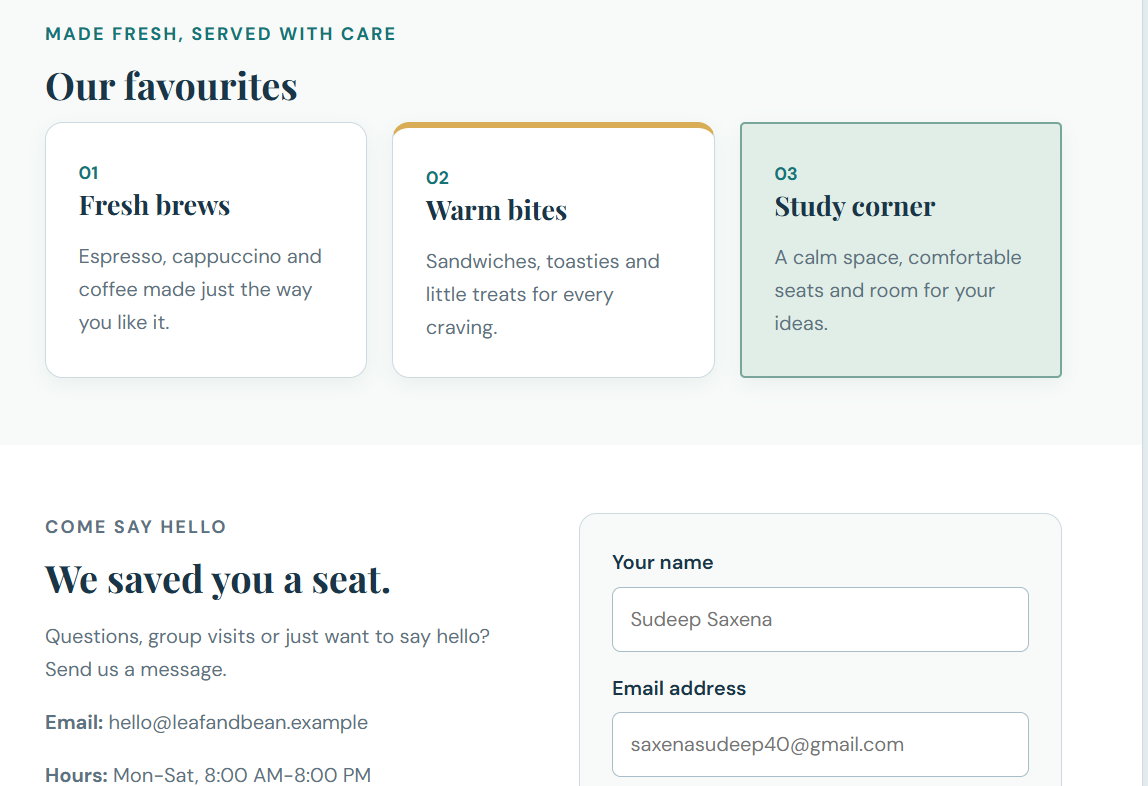 MADE FRESH, SERVED WITH CARE
Our favourites
01
Fresh brews
Espresso, cappuccino and
coffee made just the way
you like it.
02
Warm bites
Sandwiches, toasties and
little treats for every
craving.
03
Study corner
A calm space, comfortable
seats and room for your
ideas.
COME SAY HELLO
We saved you a seat.
Questions, group visits or just want to say hello?
Send us a message.
Email: hello@leafandbean.example
Hours: Mon–Sat, 8:00 AM–8:00 PM
Your name
Sudeep Saxena
Email address
saxenasudeep40@gmail.com